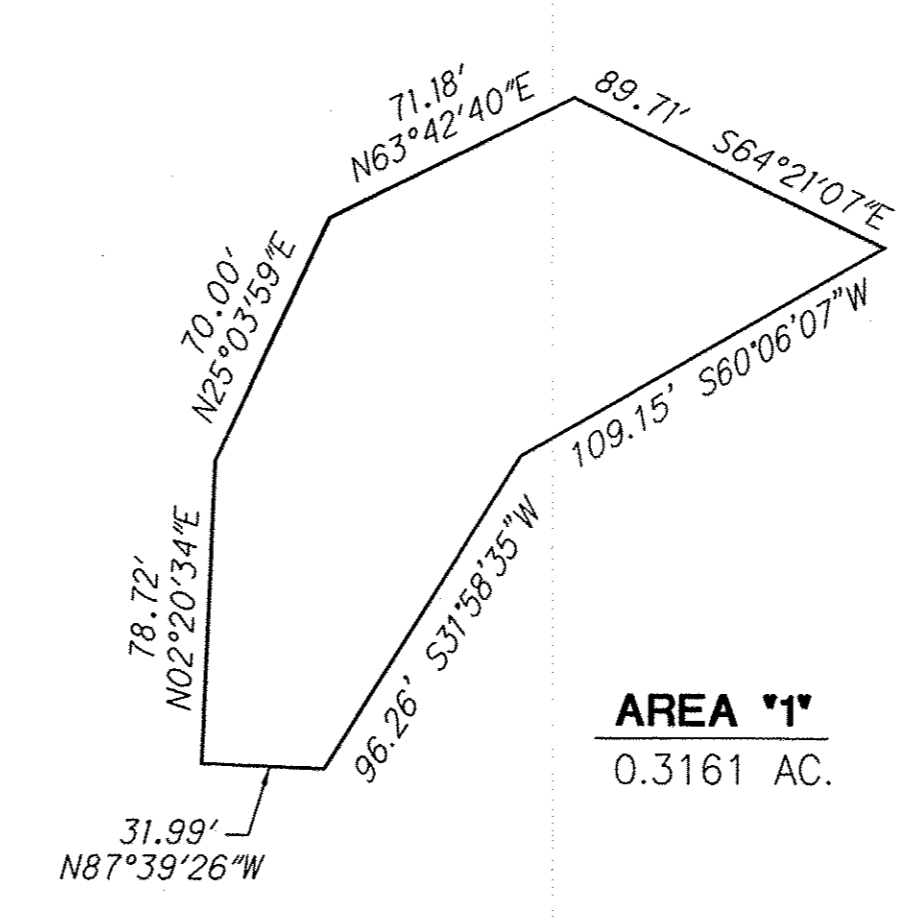 71.18'
N63°42'40"E
89.71' S64°21'07"E
70.00'
N25°03'59"E
109.15' S60°06'07"W
78.72'
N02°20'34"E
96.26' S31°58'35"W
AREA "1"
0.3161 AC.
31.99'
N87°39'26"W